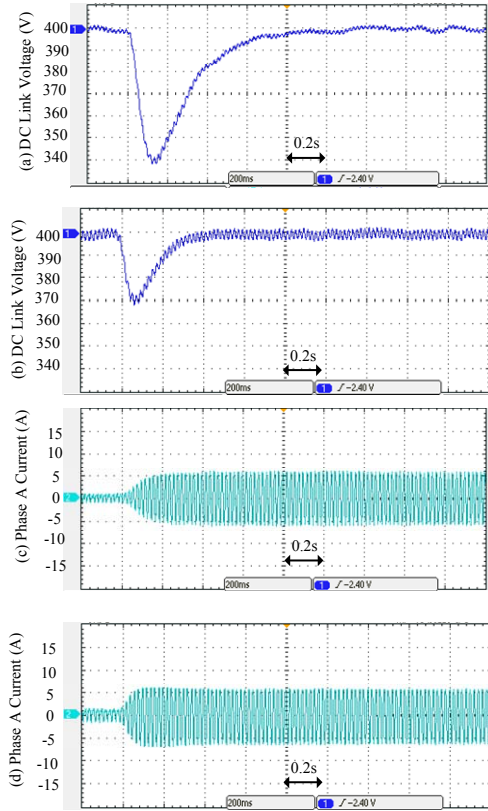 (a) DC Link Voltage (V)
400
390
380
370
360
350
340
1
0.2s
200ms
1 -2.40 V
(b) DC Link Voltage (V)
400
390
380
370
360
350
340
1
0.2s
200ms
1 -2.40 V
(c) Phase A Current (A)
15
10
5
0
-5
-10
-15
2
0.2s
200ms
1 -2.40 V
(d) Phase A Current (A)
15
10
5
0
-5
-10
-15
2
0.2s
200ms
1 -2.40 V